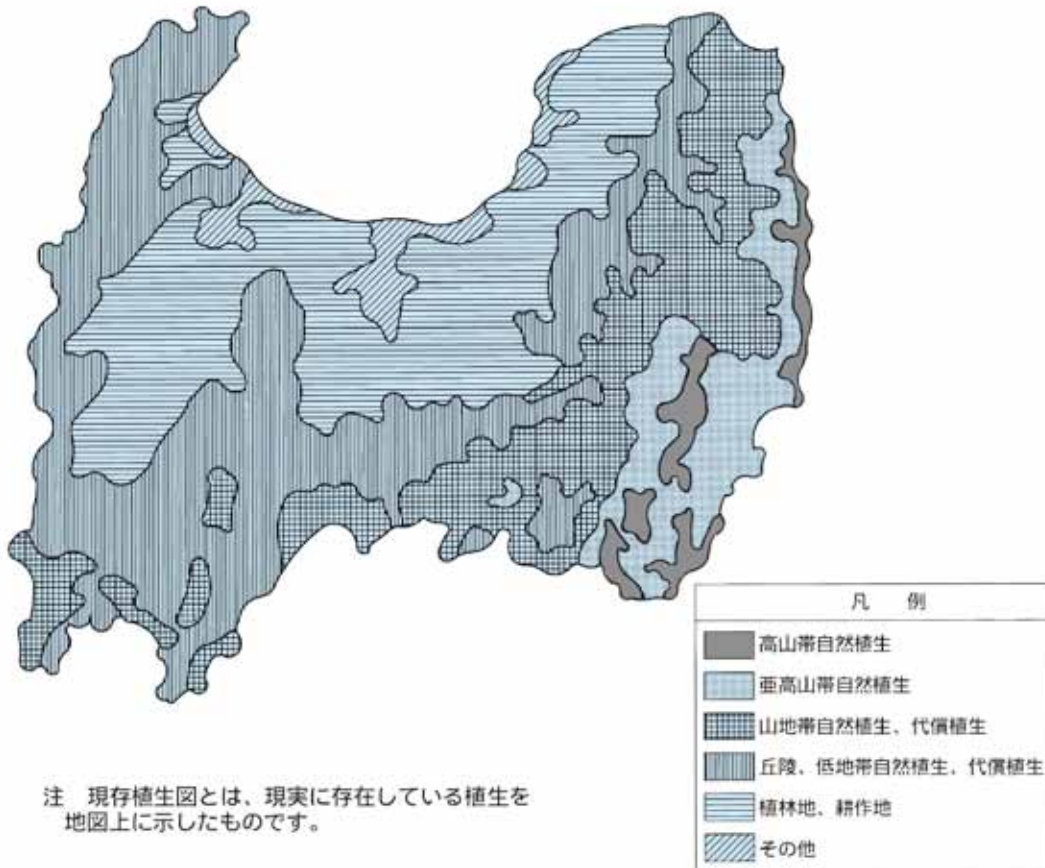 凡 例
高山帯自然植生
亜高山帯自然植生
山地帯自然植生、代償植生
丘陵、低地帯自然植生、代償植生
植林地、耕作地
その他
注 現存植生図とは、現実に存在している植生を
地図上に示したものです。